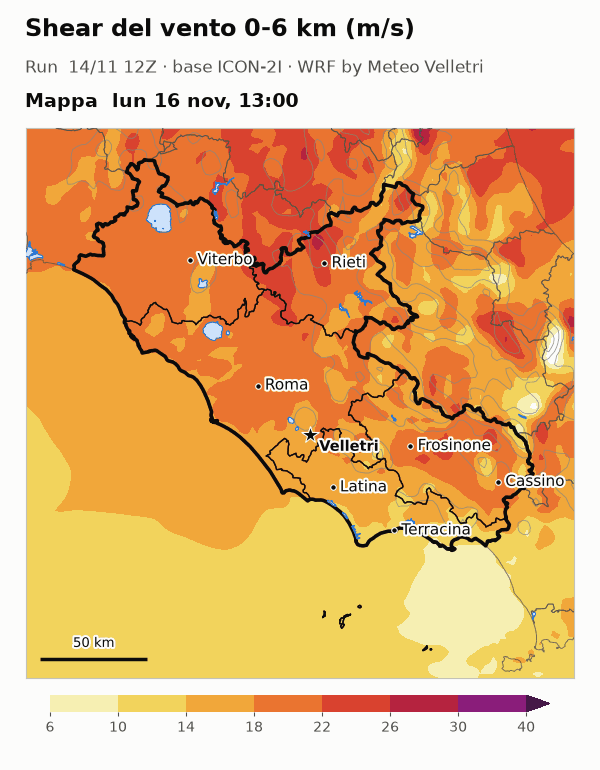 Shear del vento 0-6 km (m/s)
Run  14/11 12Z · base ICON-2I · WRF by Meteo Velletri
Mappa  lun 16 nov, 13:00
Viterbo
Rieti
Roma
Velletri
Frosinone
Cassino
Latina
Terracina
50 km
6 10 14 18 22 26 30 40